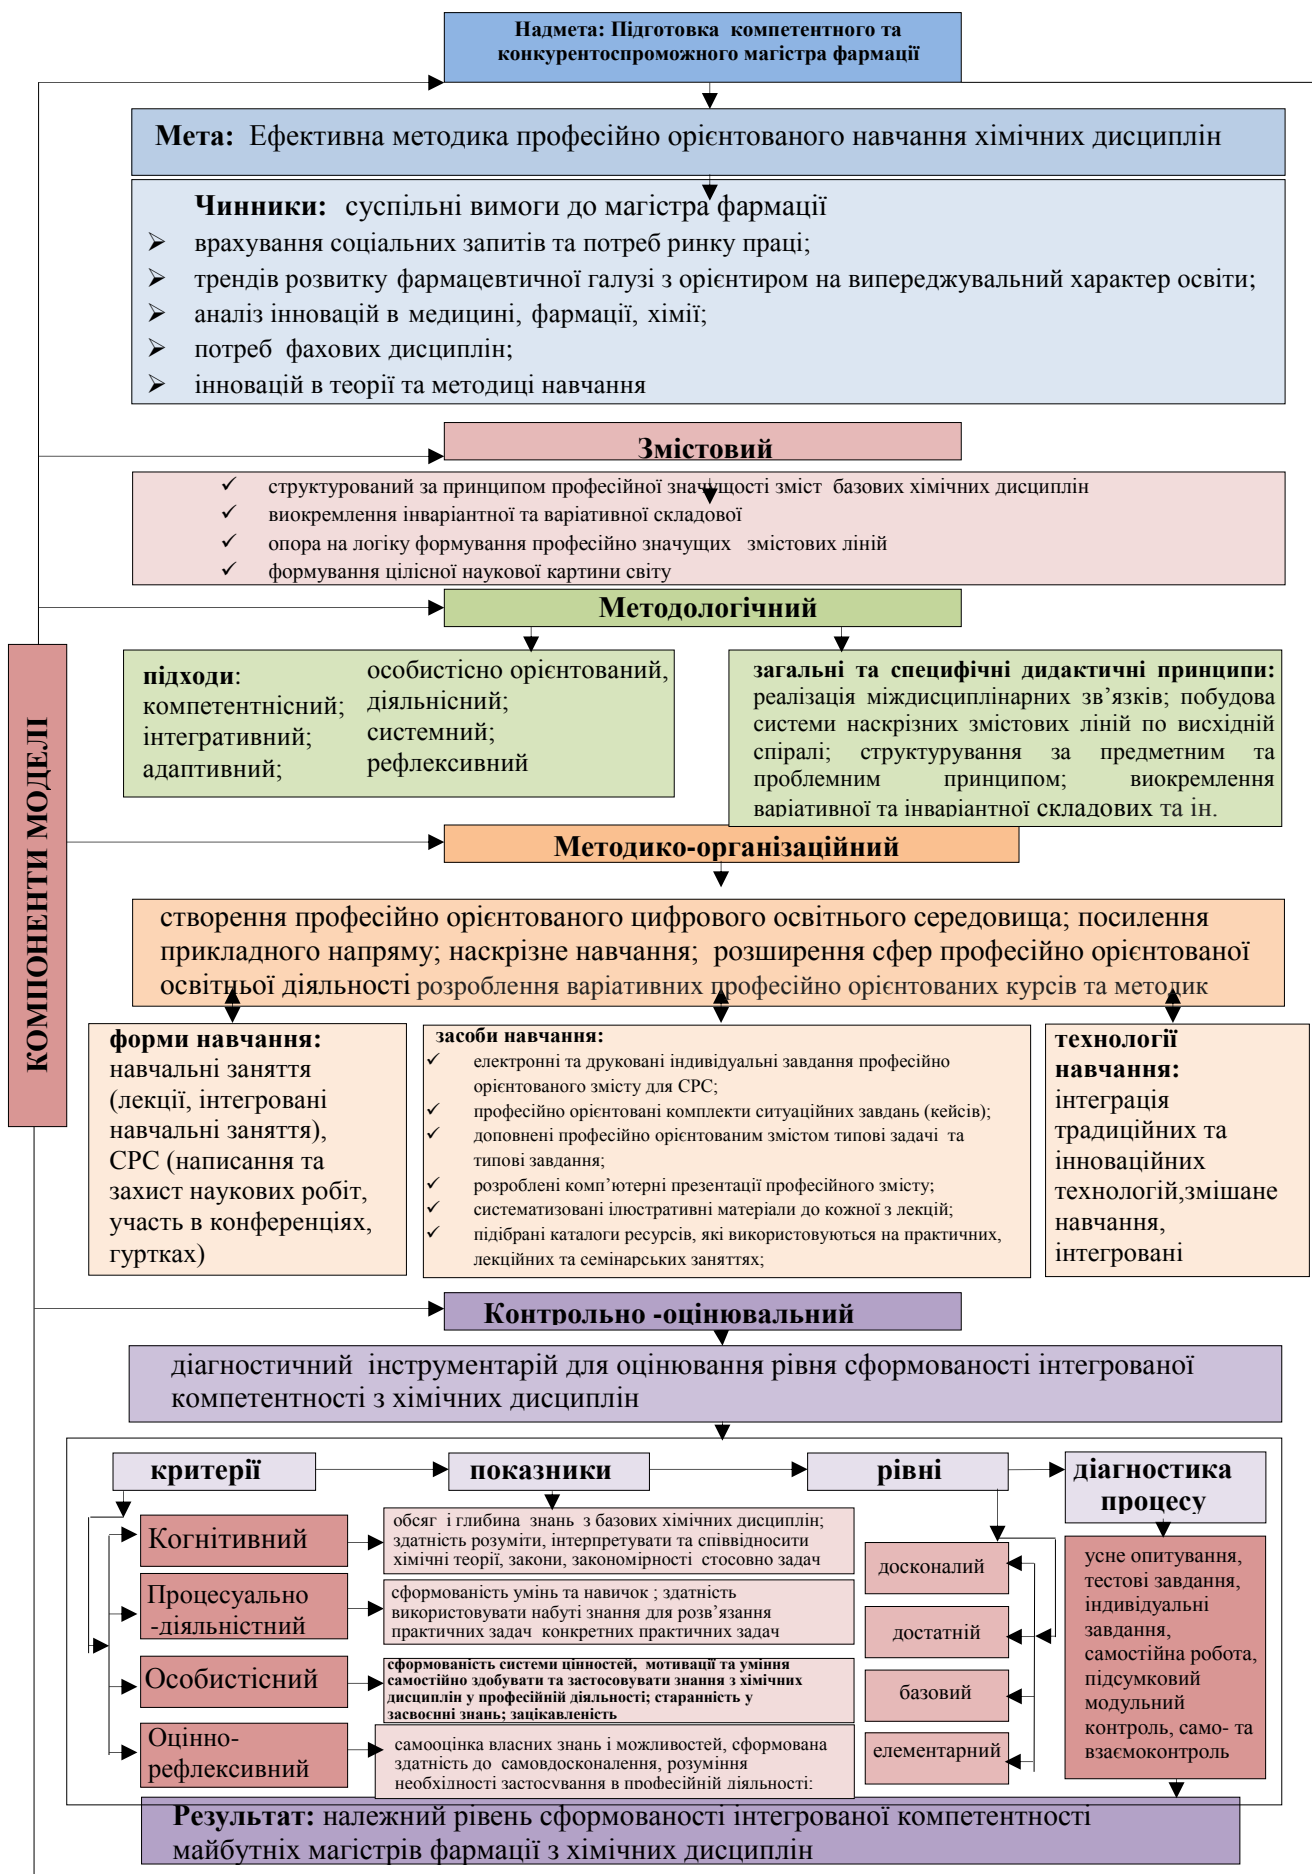 Надмета: Підготовка компетентного та
конкурентоспроможного магістра фармації
Мета: Ефективна методика професійно орієнтованого навчання хімічних дисциплін
Чинники: суспільні вимоги до магістра фармації
➢ врахування соціальних запитів та потреб ринку праці;
➢ трендів розвитку фармацевтичної галузі з орієнтиром на випереджувальний характер освіти;
➢ аналіз інновацій в медицині, фармації, хімії;
➢ потреб фахових дисциплін;
➢ інновацій в теорії та методиці навчання
КОМПОНЕНТИ МОДЕЛІ
Змістовий
✓ структурований за принципом професійної значущості зміст базових хімічних дисциплін
✓ виокремлення інваріантної та варіативної складової
✓ опора на логіку формування професійно значущих змістових ліній
✓ формування цілісної наукової картини світу
Методологічний
підходи:
компетентнісний;
інтегративний;
адаптивний;
особистісно орієнтований,
діяльнісний;
системний;
рефлексивний
загальні та специфічні дидактичні принципи:
реалізація міждисциплінарних зв’язків; побудова
системи наскрізних змістових ліній по висхідній
спіралі; структурування за предметним та
проблемним принципом; виокремлення
варіативної та інваріантної складових та ін.
Методико-організаційний
створення професійно орієнтованого цифрового освітнього середовища; посилення
прикладного напряму; наскрізне навчання; розширення сфер професійно орієнтованої
освітньої діяльності розроблення варіативних професійно орієнтованих курсів та методик
форми навчання:
навчальні заняття
(лекції, інтегровані
навчальні заняття),
СРС (написання та
захист наукових робіт,
участь в конференціях,
гуртках)
засоби навчання:
✓ електронні та друковані індивідуальні завдання професійно
орієнтованого змісту для СРС;
✓ професійно орієнтовані комплекти ситуаційних завдань (кейсів);
✓ доповнені професійно орієнтованим змістом типові задачі та
типові завдання;
✓ розроблені комп’ютерні презентації професійного змісту;
✓ систематизовані ілюстративні матеріали до кожної з лекцій;
✓ підібрані каталоги ресурсів, які використовуються на практичних,
лекційних та семінарських заняттях;
технології
навчання:
інтеграція
традиційних та
інноваційних
технологій,змішане
навчання,
інтегровані
Контрольно -оцінювальний
діагностичний інструментарій для оцінювання рівня сформованості інтегрованої
компетентності з хімічних дисциплін
критерії
показники
рівні
діагностика
процесу
Когнітивний
обсяг і глибина знань з базових хімічних дисциплін;
здатність розуміти, інтерпретувати та співвідносити
хімічні теорії, закони, закономірності стосовно задач
Процесуально
-діяльністний
сформованість умінь та навичок ; здатність
використовувати набуті знання для розв’язання
практичних задач конкретних практичних задач
Особистісний
сформованість системи цінностей, мотивації та уміння
самостійно здобувати та застосовувати знання з хімічних
дисциплін у професійній діяльності; старанність у
засвоєнні знань; зацікавленість
Оцінно-
рефлексивний
самооцінка власних знань і можливостей, сформована
здатність до самовдосконалення, розуміння
необхідності застосування в професійній діяльності;
досконалий
достатній
базовий
елементарний
усне опитування,
тестові завдання,
індивідуальні
завдання,
самостійна робота,
підсумковий
модульний
контроль, само- та
взаємоконтроль
Результат: належний рівень сформованості інтегрованої компетентності
майбутніх магістрів фармації з хімічних дисциплін